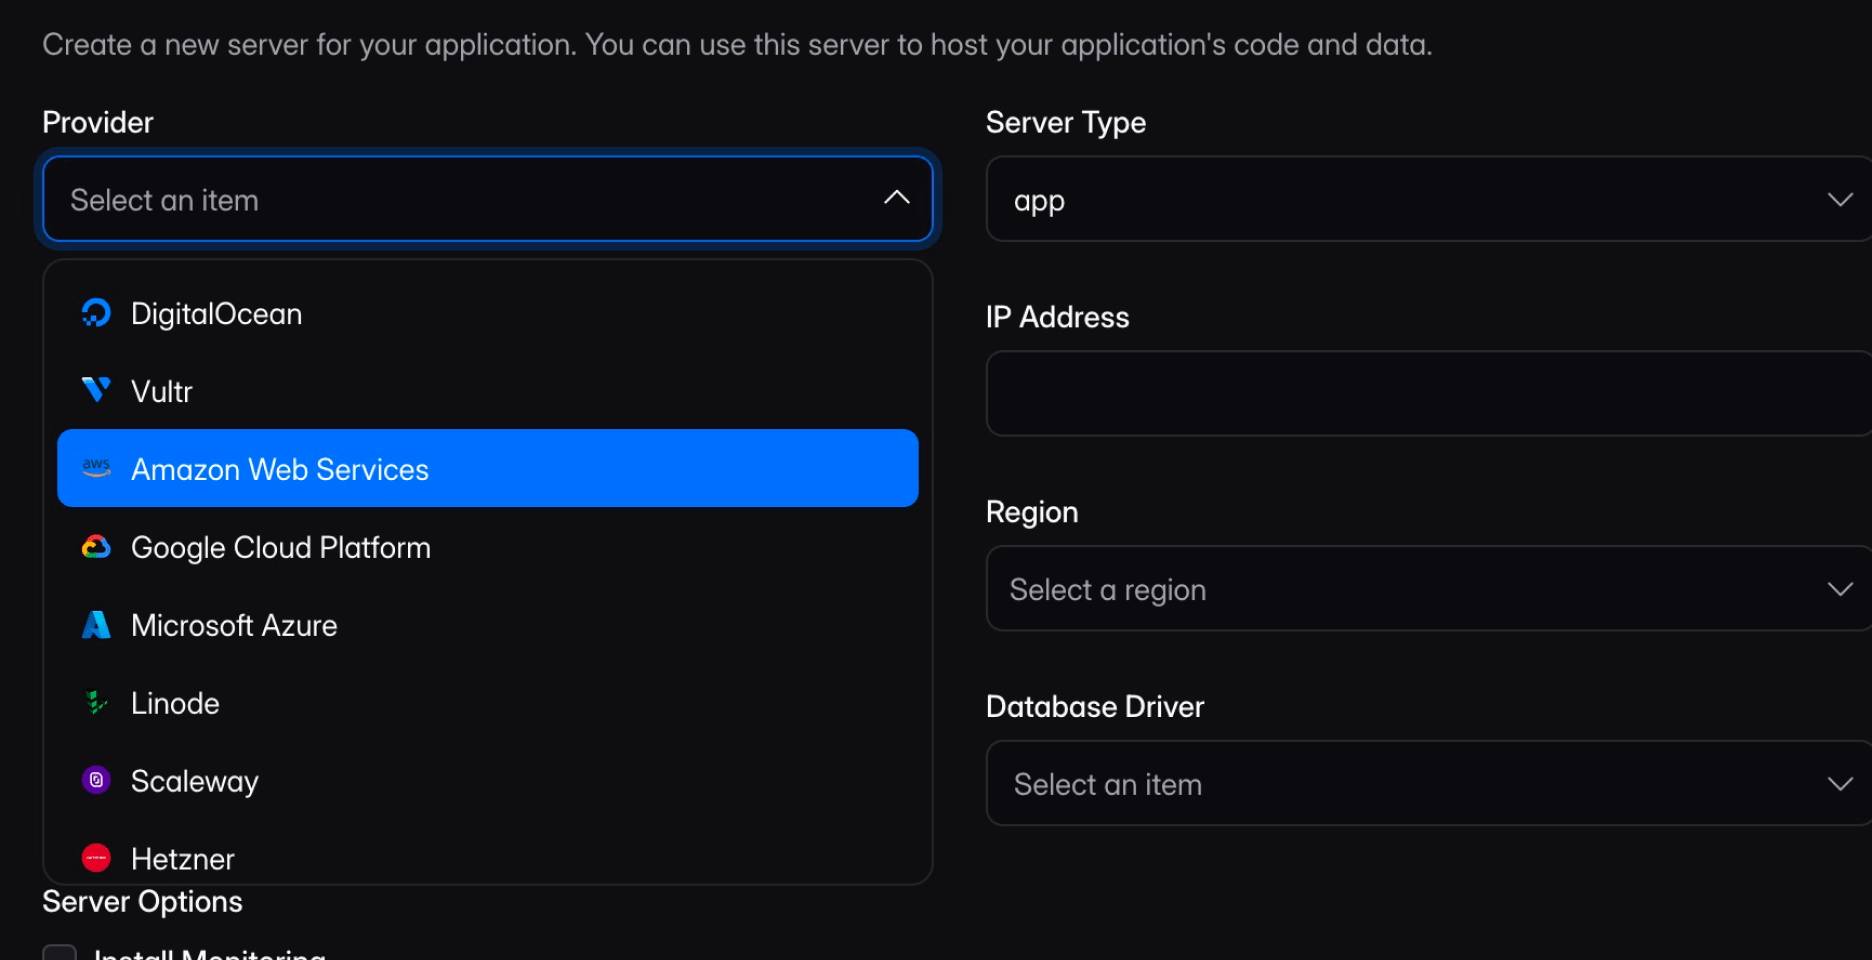 Create a new server for your application. You can use this server to host your application's code and data.
Provider
Select an item
DigitalOcean
Vultr
aws Amazon Web Services
Google Cloud Platform
Microsoft Azure
Linode
Scaleway
Hetzner
Server Options
Install Monitoring
Server Type
app
IP Address
Region
Select a region
Database Driver
Select an item